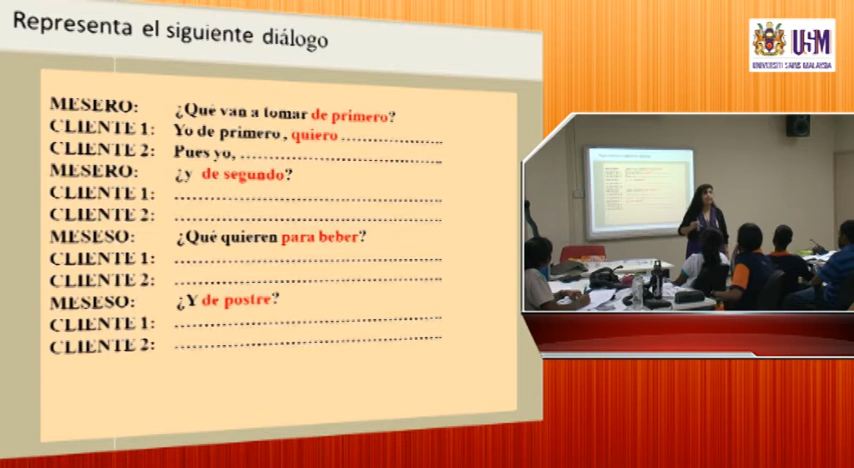 Representa el siguiente diálogo
MESERO: ¿Qué van a tomar de primero?
CLIENTE 1: Yo de primero, quiero ........................
CLIENTE 2: Pues yo, ................................................
MESERO: ¿y de segundo?
CLIENTE 1: ................................................................
CLIENTE 2: ................................................................
MESESO: ¿Qué quieren para beber?
CLIENTE 1: ................................................................
CLIENTE 2: ................................................................
MESESO: ¿Y de postre?
CLIENTE 1: ................................................................
CLIENTE 2: ................................................................
USM
UNIVERSITI SAINS MALAYSIA